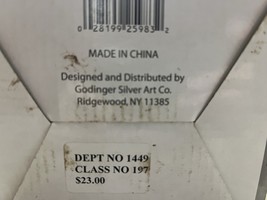 0 28199 25983 2
MADE IN CHINA
Designed and Distributed by
Godinger Silver Art Co.
Ridgewood, NY 11385
DEPT NO 1449
CLASS NO 197
$23.00